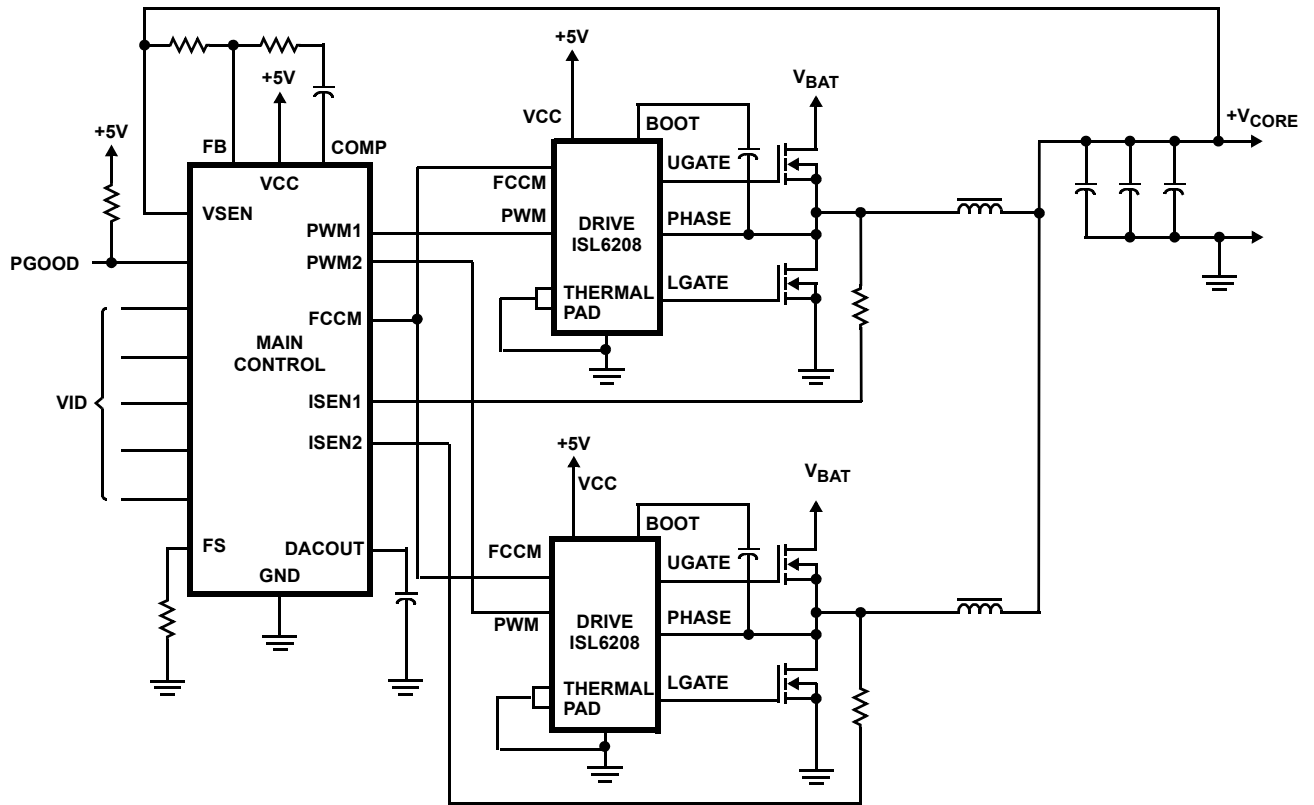 +5V
+5V
FB
COMP
VCC
VSEN
PWM1
PGOOD
PWM2
FCCM
MAIN
CONTROL
VID
ISEN1
ISEN2
FS
DACOUT
GND
+5V
VCC
BOOT
VBAT
+VCORE
FCCM
UGATE
PWM
DRIVE
ISL6208
PHASE
THERMAL
PAD
LGATE
+5V
VCC
BOOT
VBAT
FCCM
UGATE
PWM
DRIVE
ISL6208
PHASE
THERMAL
PAD
LGATE